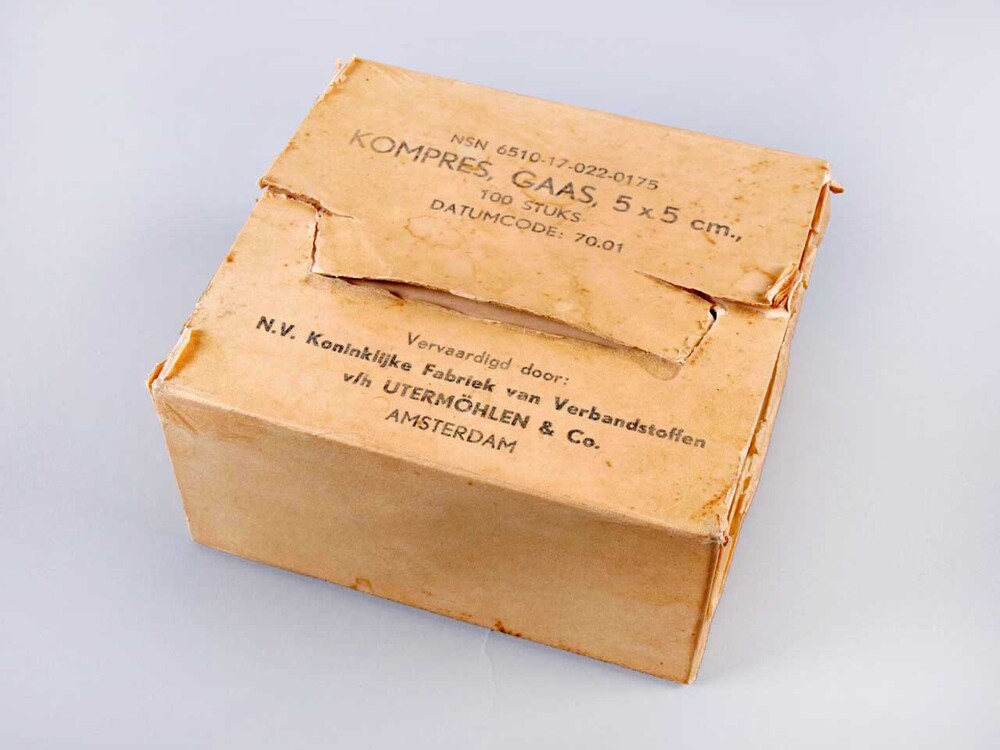 NSN 6510-17-022-0175
KOMPRES, GAAS, 5 x 5 cm.,
100 STUKS
DATUMCODE: 70.01
Vervaardigd door:
N.V. Koninklijke Fabriek van Verbandstoffen
v/h UTERMÖHLEN & Co.
AMSTERDAM